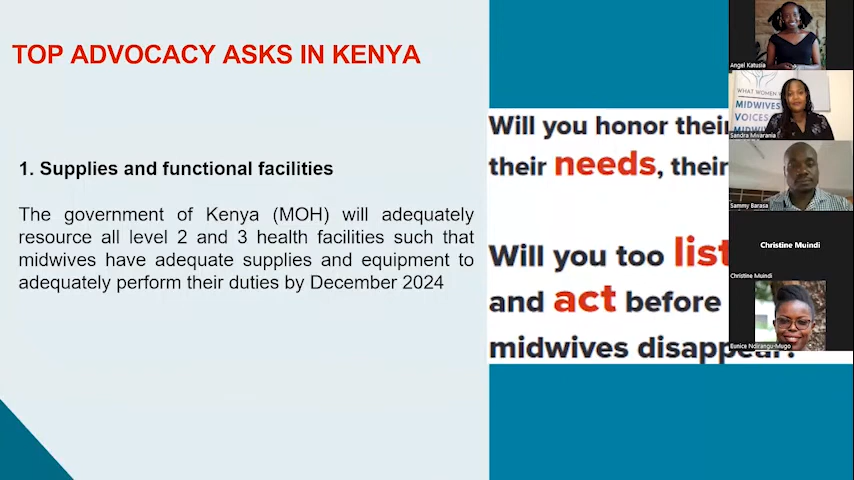 TOP ADVOCACY ASKS IN KENYA
1. Supplies and functional facilities
The government of Kenya (MOH) will adequately
resource all level 2 and 3 health facilities such that
midwives have adequate supplies and equipment to
adequately perform their duties by December 2024
Will you honor their
their needs, their
Will you too list
and act before
midwives disappear?
Angel Katusia
WHAT WOMEN
MIDWIVES
VOICES
MIDWI
Sandra Mwarania
Sammy Barasa
Christine Muindi
Christine Muindi
Eunice Ndirangu-Mugo